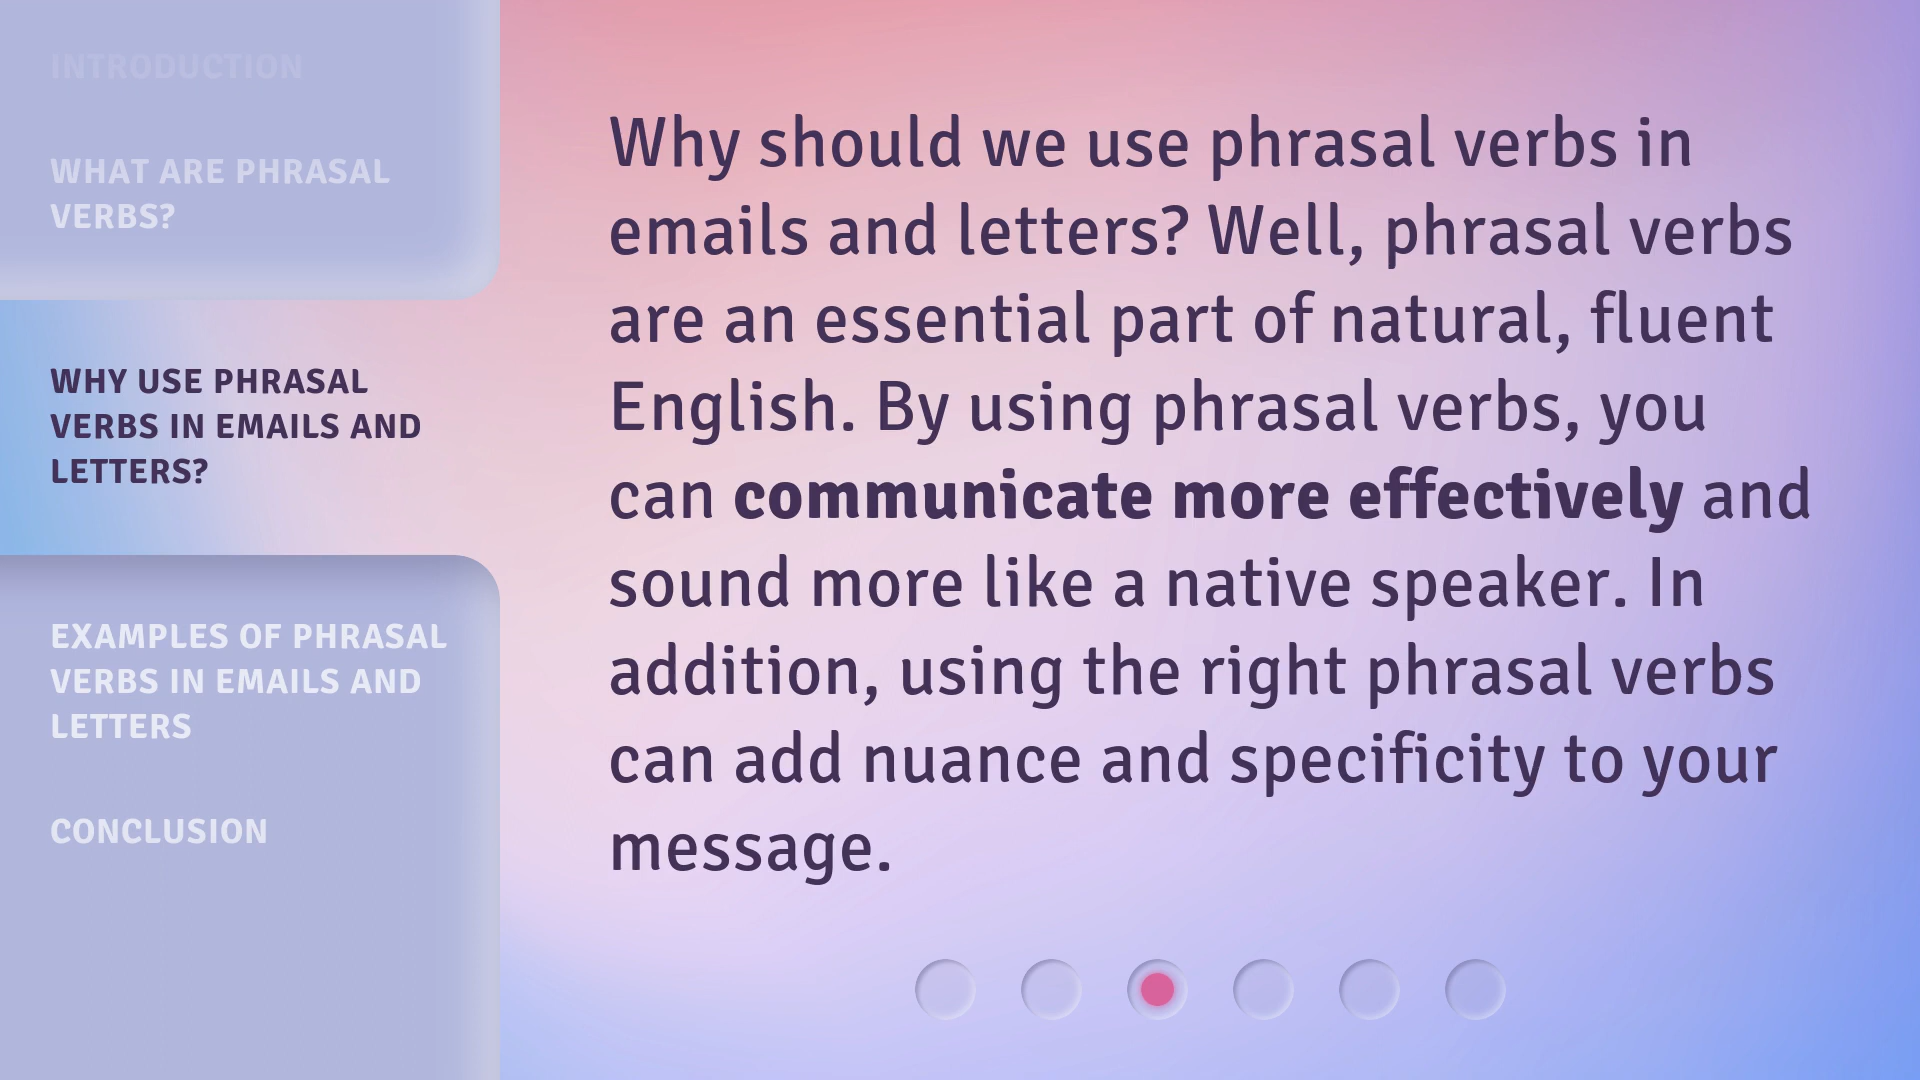 INTRODUCTION
WHAT ARE PHRASAL
VERBS?
WHY USE PHRASAL
VERBS IN EMAILS AND
LETTERS?
EXAMPLES OF PHRASAL
VERBS IN EMAILS AND
LETTERS
CONCLUSION
Why should we use phrasal verbs in
emails and letters? Well, phrasal verbs
are an essential part of natural, fluent
English. By using phrasal verbs, you
can communicate more effectively and
sound more like a native speaker. In
addition, using the right phrasal verbs
can add nuance and specificity to your
message.